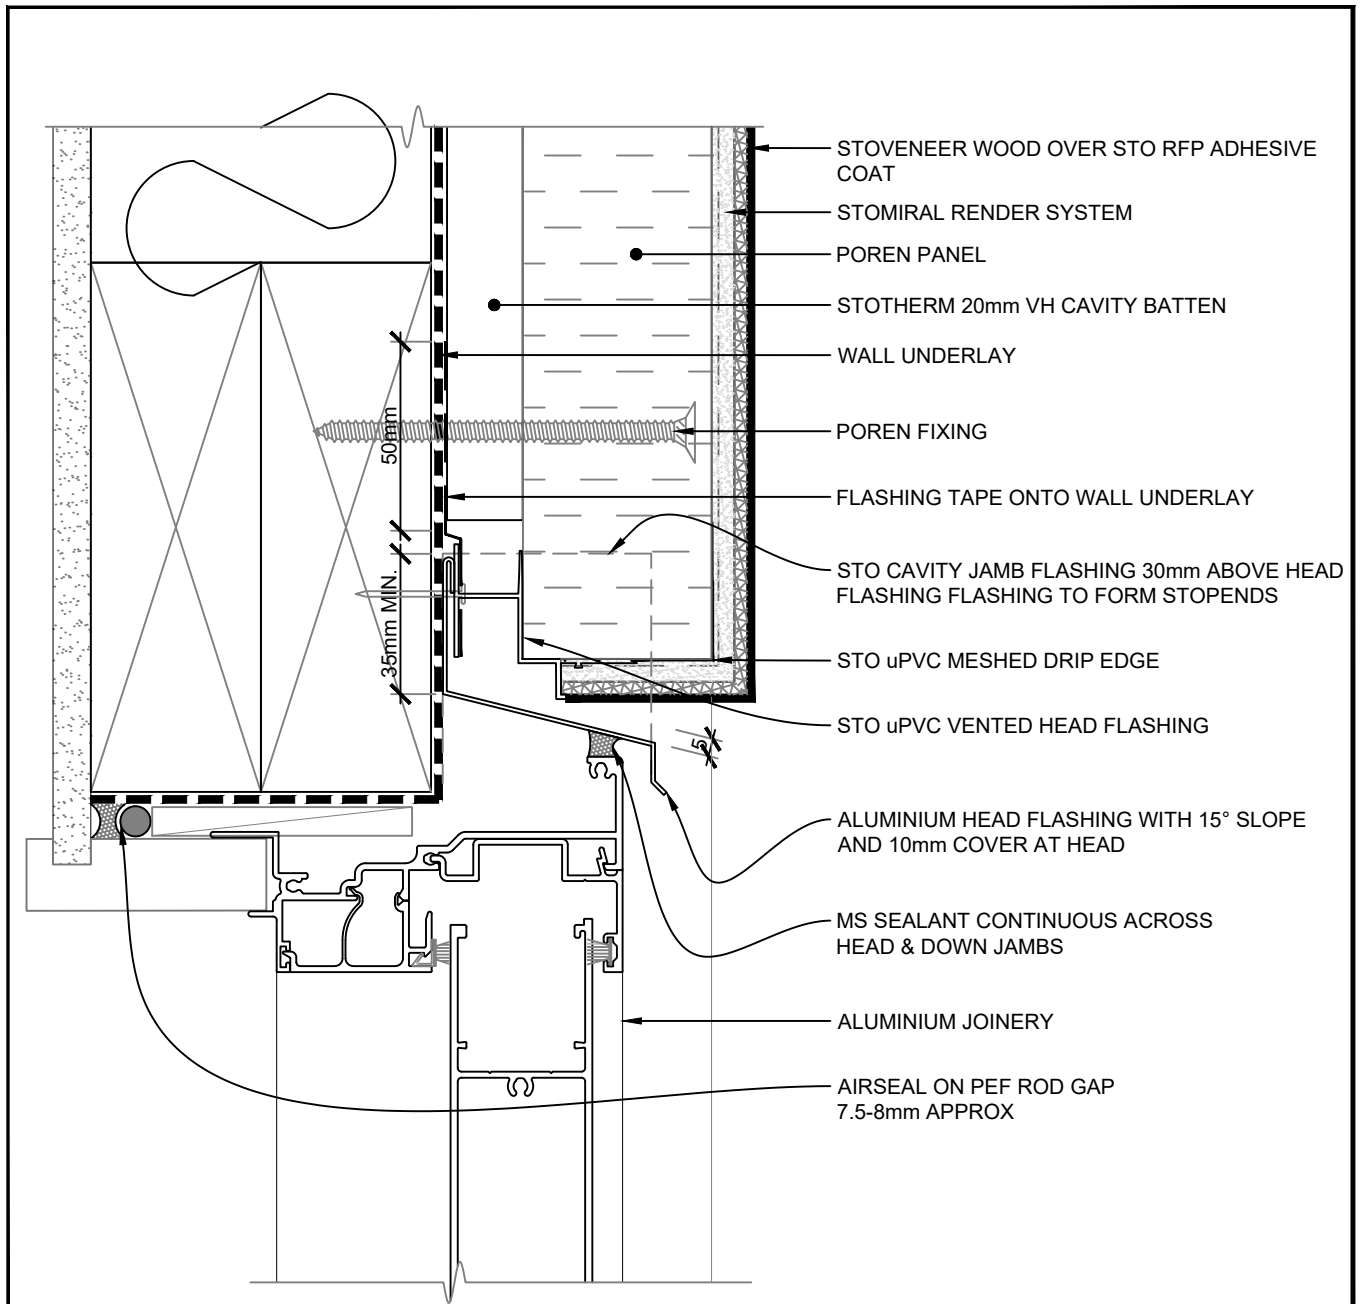 STOVENEER WOOD OVER STO RFP ADHESIVE
COAT
STOMIRAL RENDER SYSTEM
POREN PANEL
STOTHERM 20mm VH CAVITY BATTEN
WALL UNDERLAY
50mm
POREN FIXING
FLASHING TAPE ONTO WALL UNDERLAY
STO CAVITY JAMB FLASHING 30mm ABOVE HEAD
FLASHING FLASHING TO FORM STOPENDS
35mm MIN.
STO uPVC MESHED DRIP EDGE
STO uPVC VENTED HEAD FLASHING
5
ALUMINIUM HEAD FLASHING WITH 15° SLOPE
AND 10mm COVER AT HEAD
MS SEALANT CONTINUOUS ACROSS
HEAD & DOWN JAMBS
ALUMINIUM JOINERY
AIRSEAL ON PEF ROD GAP
7.5-8mm APPROX